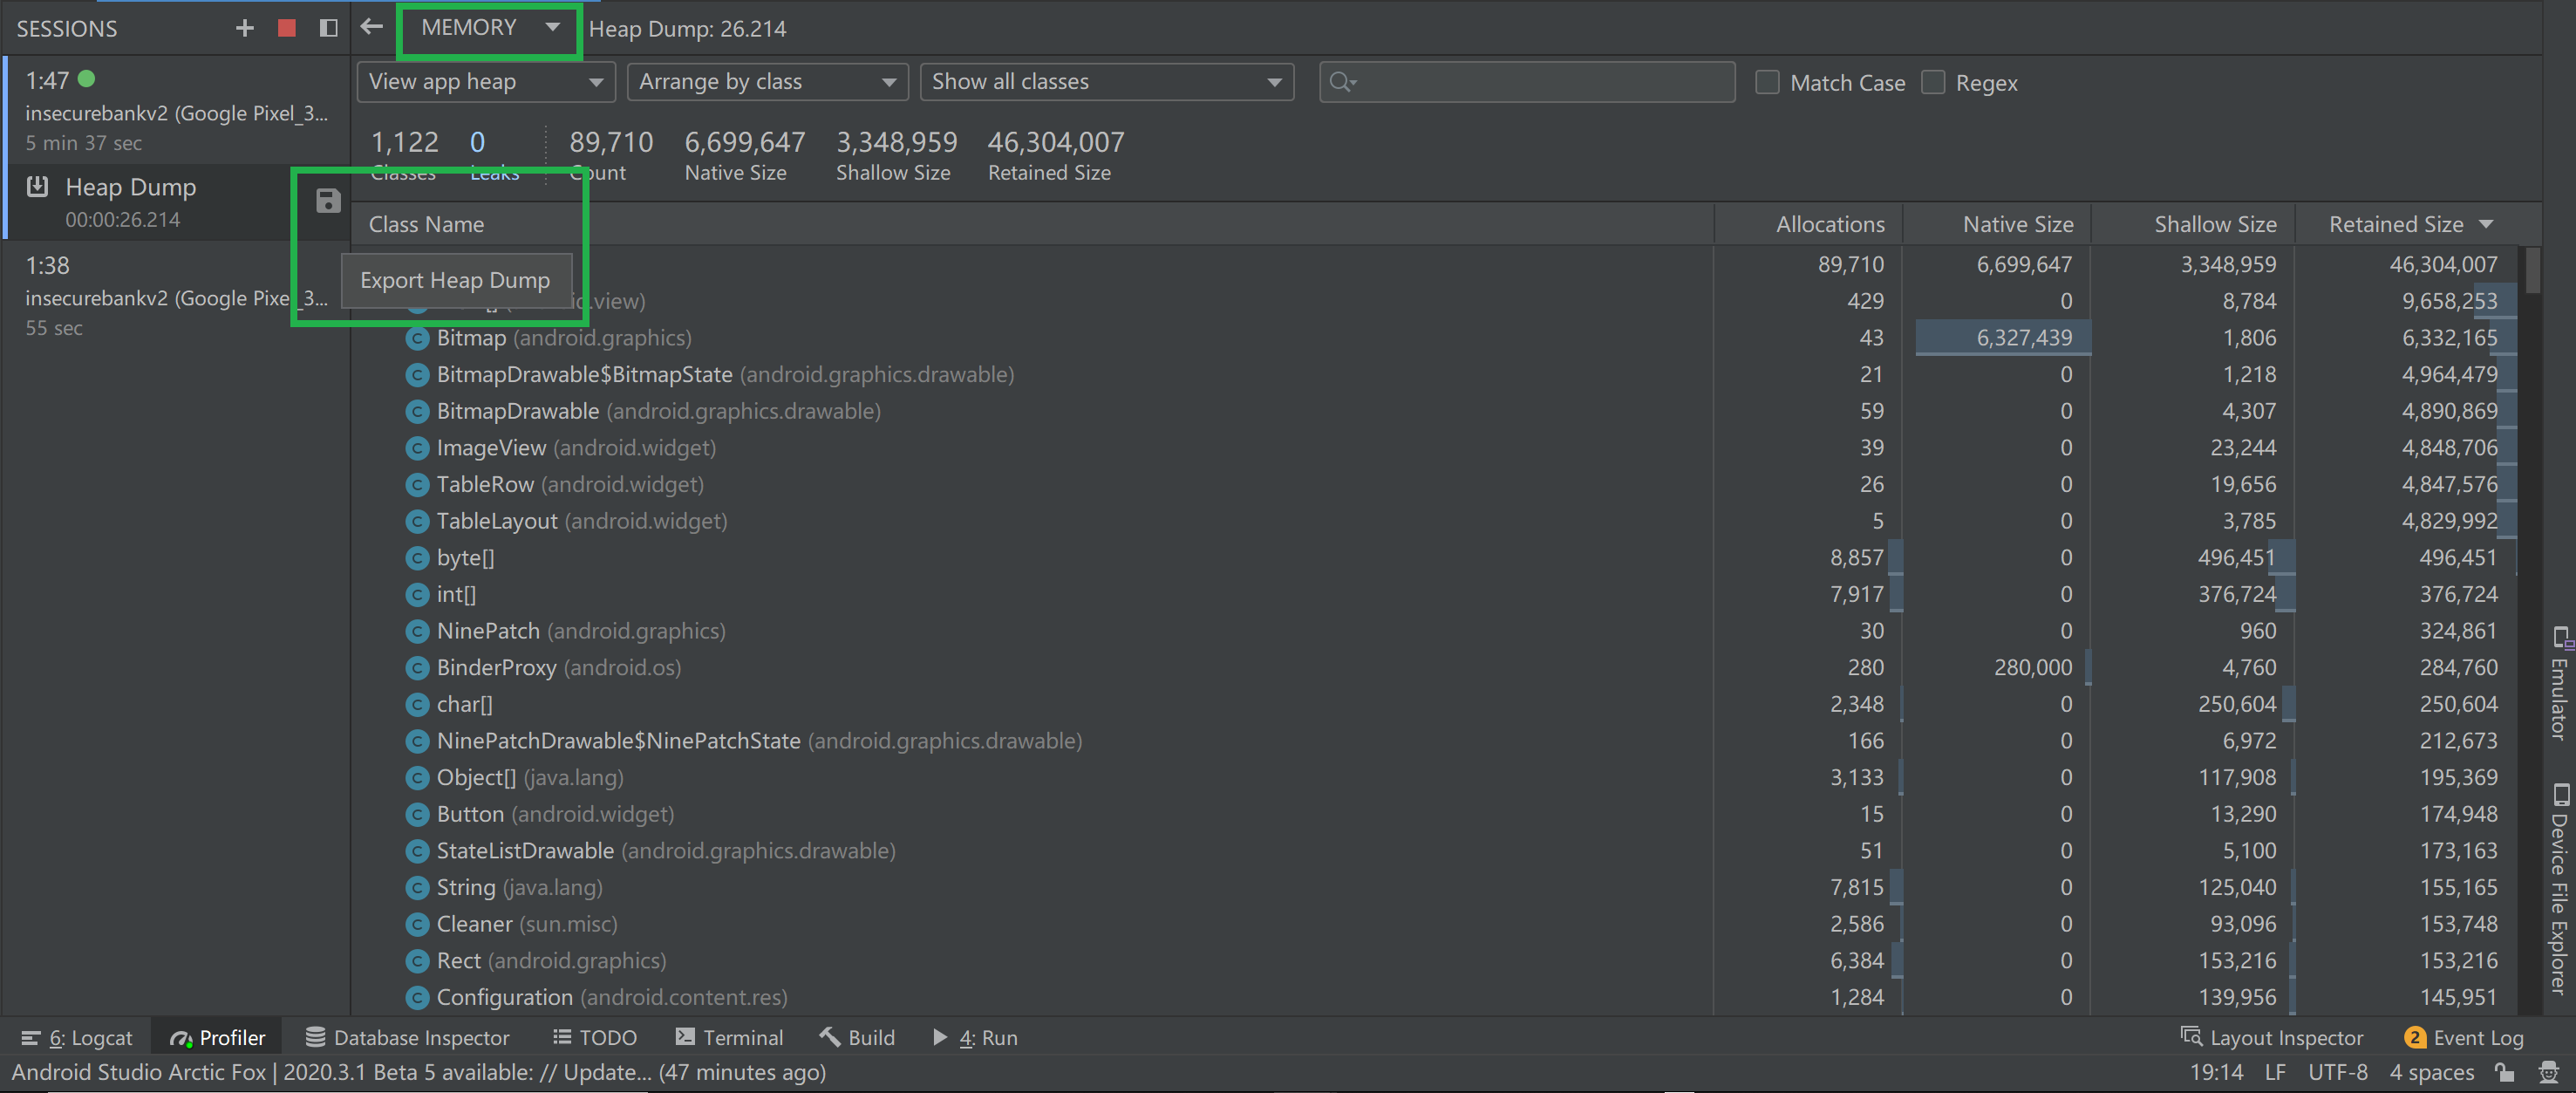 SESSIONS
MEMORY
Heap Dump: 26.214
1:47
insecurebankv2 (Google Pixel_3...
5 min 37 sec
Heap Dump
00:00:26.214
1:38
insecurebankv2 (Google Pixel_3...
55 sec
View app heap
Arrange by class
Show all classes
Match Case
Regex
1,122 0 89,710 6,699,647 3,348,959 46,304,007
Classes Leaks Count Native Size Shallow Size Retained Size
Class Name Allocations Native Size Shallow Size Retained Size
Export Heap Dump
89,710 6,699,647 3,348,959 46,304,007
.view) 429 0 8,784 9,658,253
Bitmap (android.graphics) 43 6,327,439 1,806 6,332,165
BitmapDrawable$BitmapState (android.graphics.drawable) 21 0 1,218 4,964,479
BitmapDrawable (android.graphics.drawable) 59 0 4,307 4,890,869
ImageView (android.widget) 39 0 23,244 4,848,706
TableRow (android.widget) 26 0 19,656 4,847,576
TableLayout (android.widget) 5 0 3,785 4,829,992
byte[] 8,857 0 496,451 496,451
int[] 7,917 0 376,724 376,724
NinePatch (android.graphics) 30 0 960 324,861
BinderProxy (android.os) 280 280,000 4,760 284,760
char[] 2,348 0 250,604 250,604
NinePatchDrawable$NinePatchState (android.graphics.drawable) 166 0 6,972 212,673
Object[] (java.lang) 3,133 0 117,908 195,369
Button (android.widget) 15 0 13,290 174,948
StateListDrawable (android.graphics.drawable) 51 0 5,100 173,163
String (java.lang) 7,815 0 125,040 155,165
Cleaner (sun.misc) 2,586 0 93,096 153,748
Rect (android.graphics) 6,384 0 153,216 153,216
Configuration (android.content.res) 1,284 0 139,956 145,951
Emulator
Device File Explorer
6: Logcat Profiler Database Inspector TODO Terminal Build 4: Run Layout Inspector 2 Event Log
Android Studio Arctic Fox | 2020.3.1 Beta 5 available: // Update... (47 minutes ago) 19:14 LF UTF-8 4 spaces